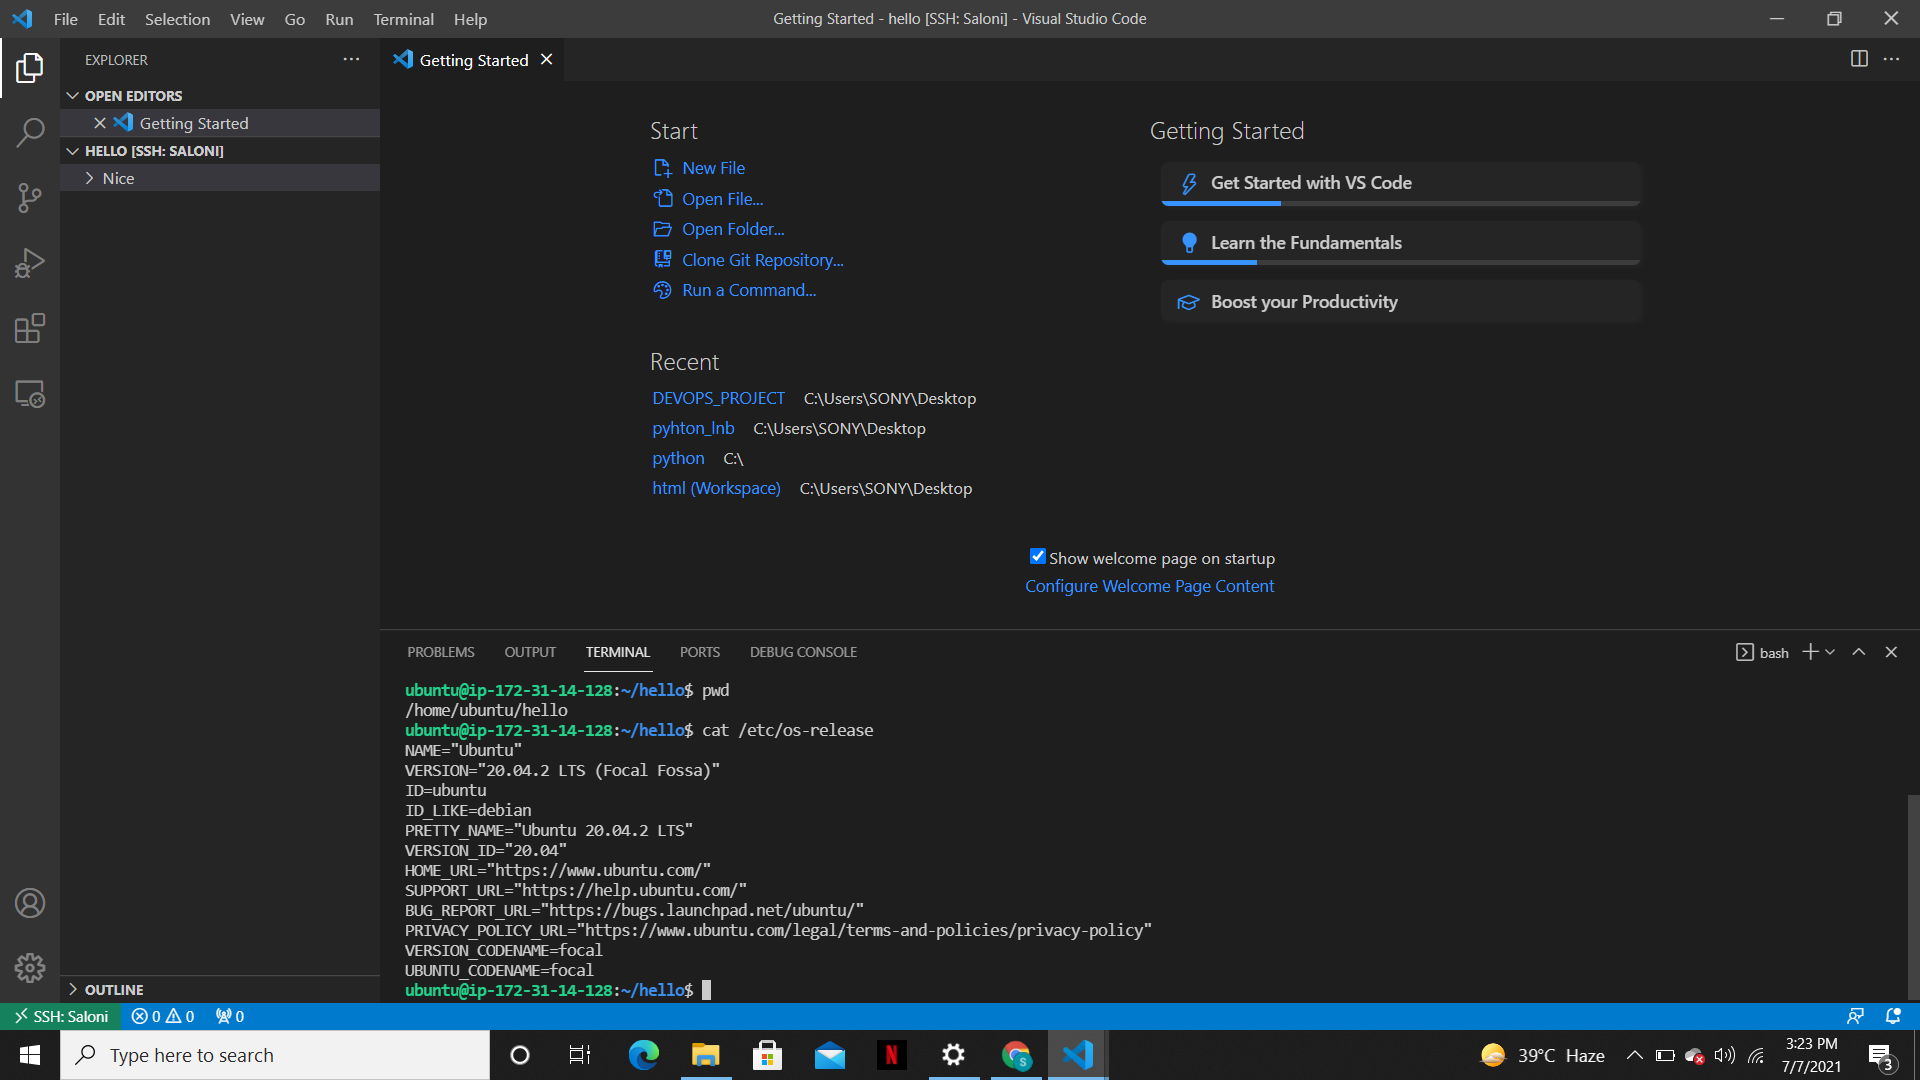 File Edit Selection View Go Run Terminal Help
Getting Started - hello [SSH: Saloni] - Visual Studio Code
EXPLORER
OPEN EDITORS
Getting Started
HELLO [SSH: SALONI]
Nice
OUTLINE
Getting Started
Start
New File
Open File...
Open Folder...
Clone Git Repository...
Run a Command...
Recent
DEVOPS_PROJECT C:\Users\SONY\Desktop
pyhton_lnb C:\Users\SONY\Desktop
python C:\
html (Workspace) C:\Users\SONY\Desktop
Getting Started
Get Started with VS Code
Learn the Fundamentals
Boost your Productivity
Show welcome page on startup
Configure Welcome Page Content
PROBLEMS OUTPUT TERMINAL PORTS DEBUG CONSOLE
bash
ubuntu@ip-172-31-14-128:~/hello$ pwd
/home/ubuntu/hello
ubuntu@ip-172-31-14-128:~/hello$ cat /etc/os-release
NAME="Ubuntu"
VERSION="20.04.2 LTS (Focal Fossa)"
ID=ubuntu
ID_LIKE=debian
PRETTY_NAME="Ubuntu 20.04.2 LTS"
VERSION_ID="20.04"
HOME_URL="https://www.ubuntu.com/"
SUPPORT_URL="https://help.ubuntu.com/"
BUG_REPORT_URL="https://bugs.launchpad.net/ubuntu/"
PRIVACY_POLICY_URL="https://www.ubuntu.com/legal/terms-and-policies/privacy-policy"
VERSION_CODENAME=focal
UBUNTU_CODENAME=focal
ubuntu@ip-172-31-14-128:~/hello$
SSH: Saloni 0 0 0
Type here to search
N
S
39°C Haze
3:23 PM
7/7/2021
3